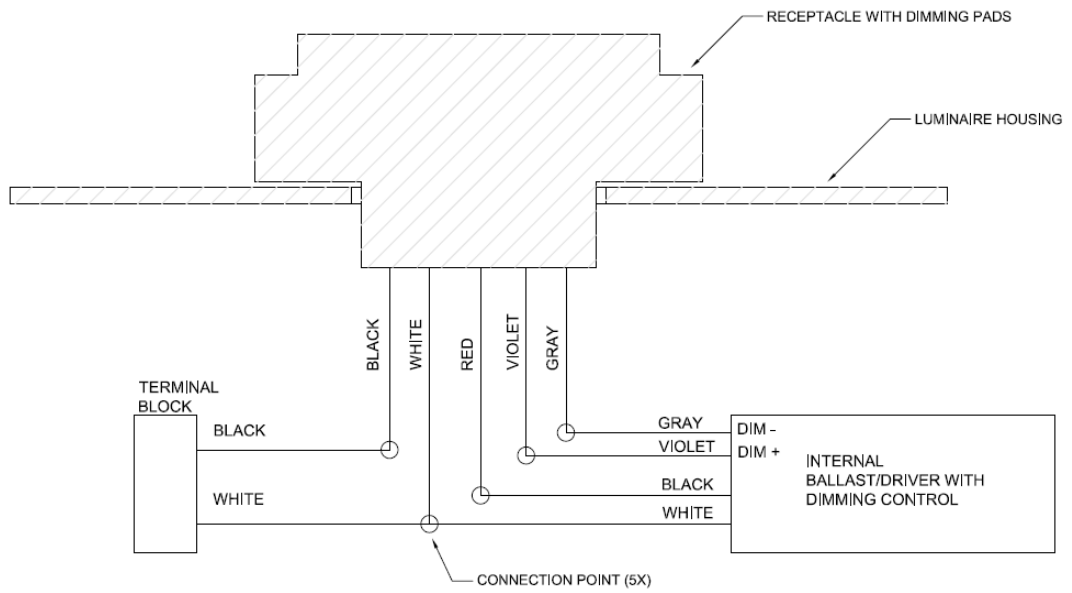 RECEPTACLE WITH DIMMING PADS
LUMINAIRE HOUSING
BLACK
WHITE
RED
VIOLET
GRAY
TERMINAL
BLOCK
BLACK
WHITE
GRAY
VIOLET
BLACK
WHITE
DIM -
DIM +
INTERNAL
BALLAST/DRIVER WITH
DIMMING CONTROL
CONNECTION POINT (5X)